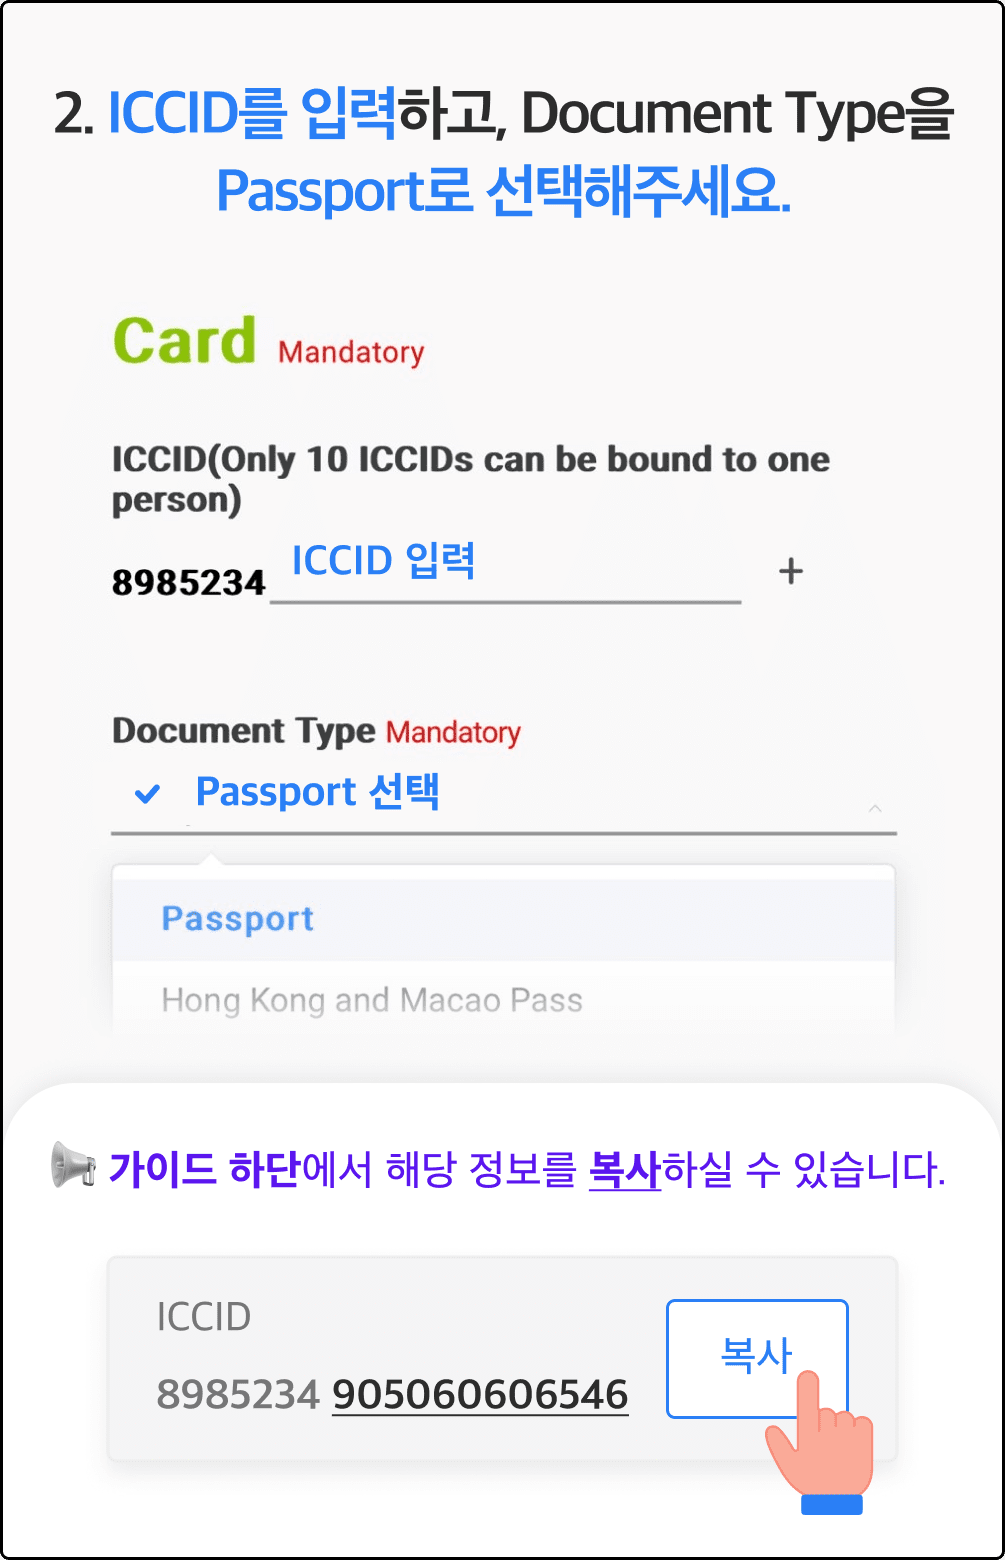 2. ICCID를 입력하고, Document Type을
Passport로 선택해주세요.
Card Mandatory
ICCID(Only 10 ICCIDs can be bound to one
person)
8985234 ICCID 입력 +
Document Type Mandatory
Passport 선택
Passport
Hong Kong and Macao Pass
가이드 하단에서 해당 정보를 복사하실 수 있습니다.
ICCID
8985234 905060606546
복사